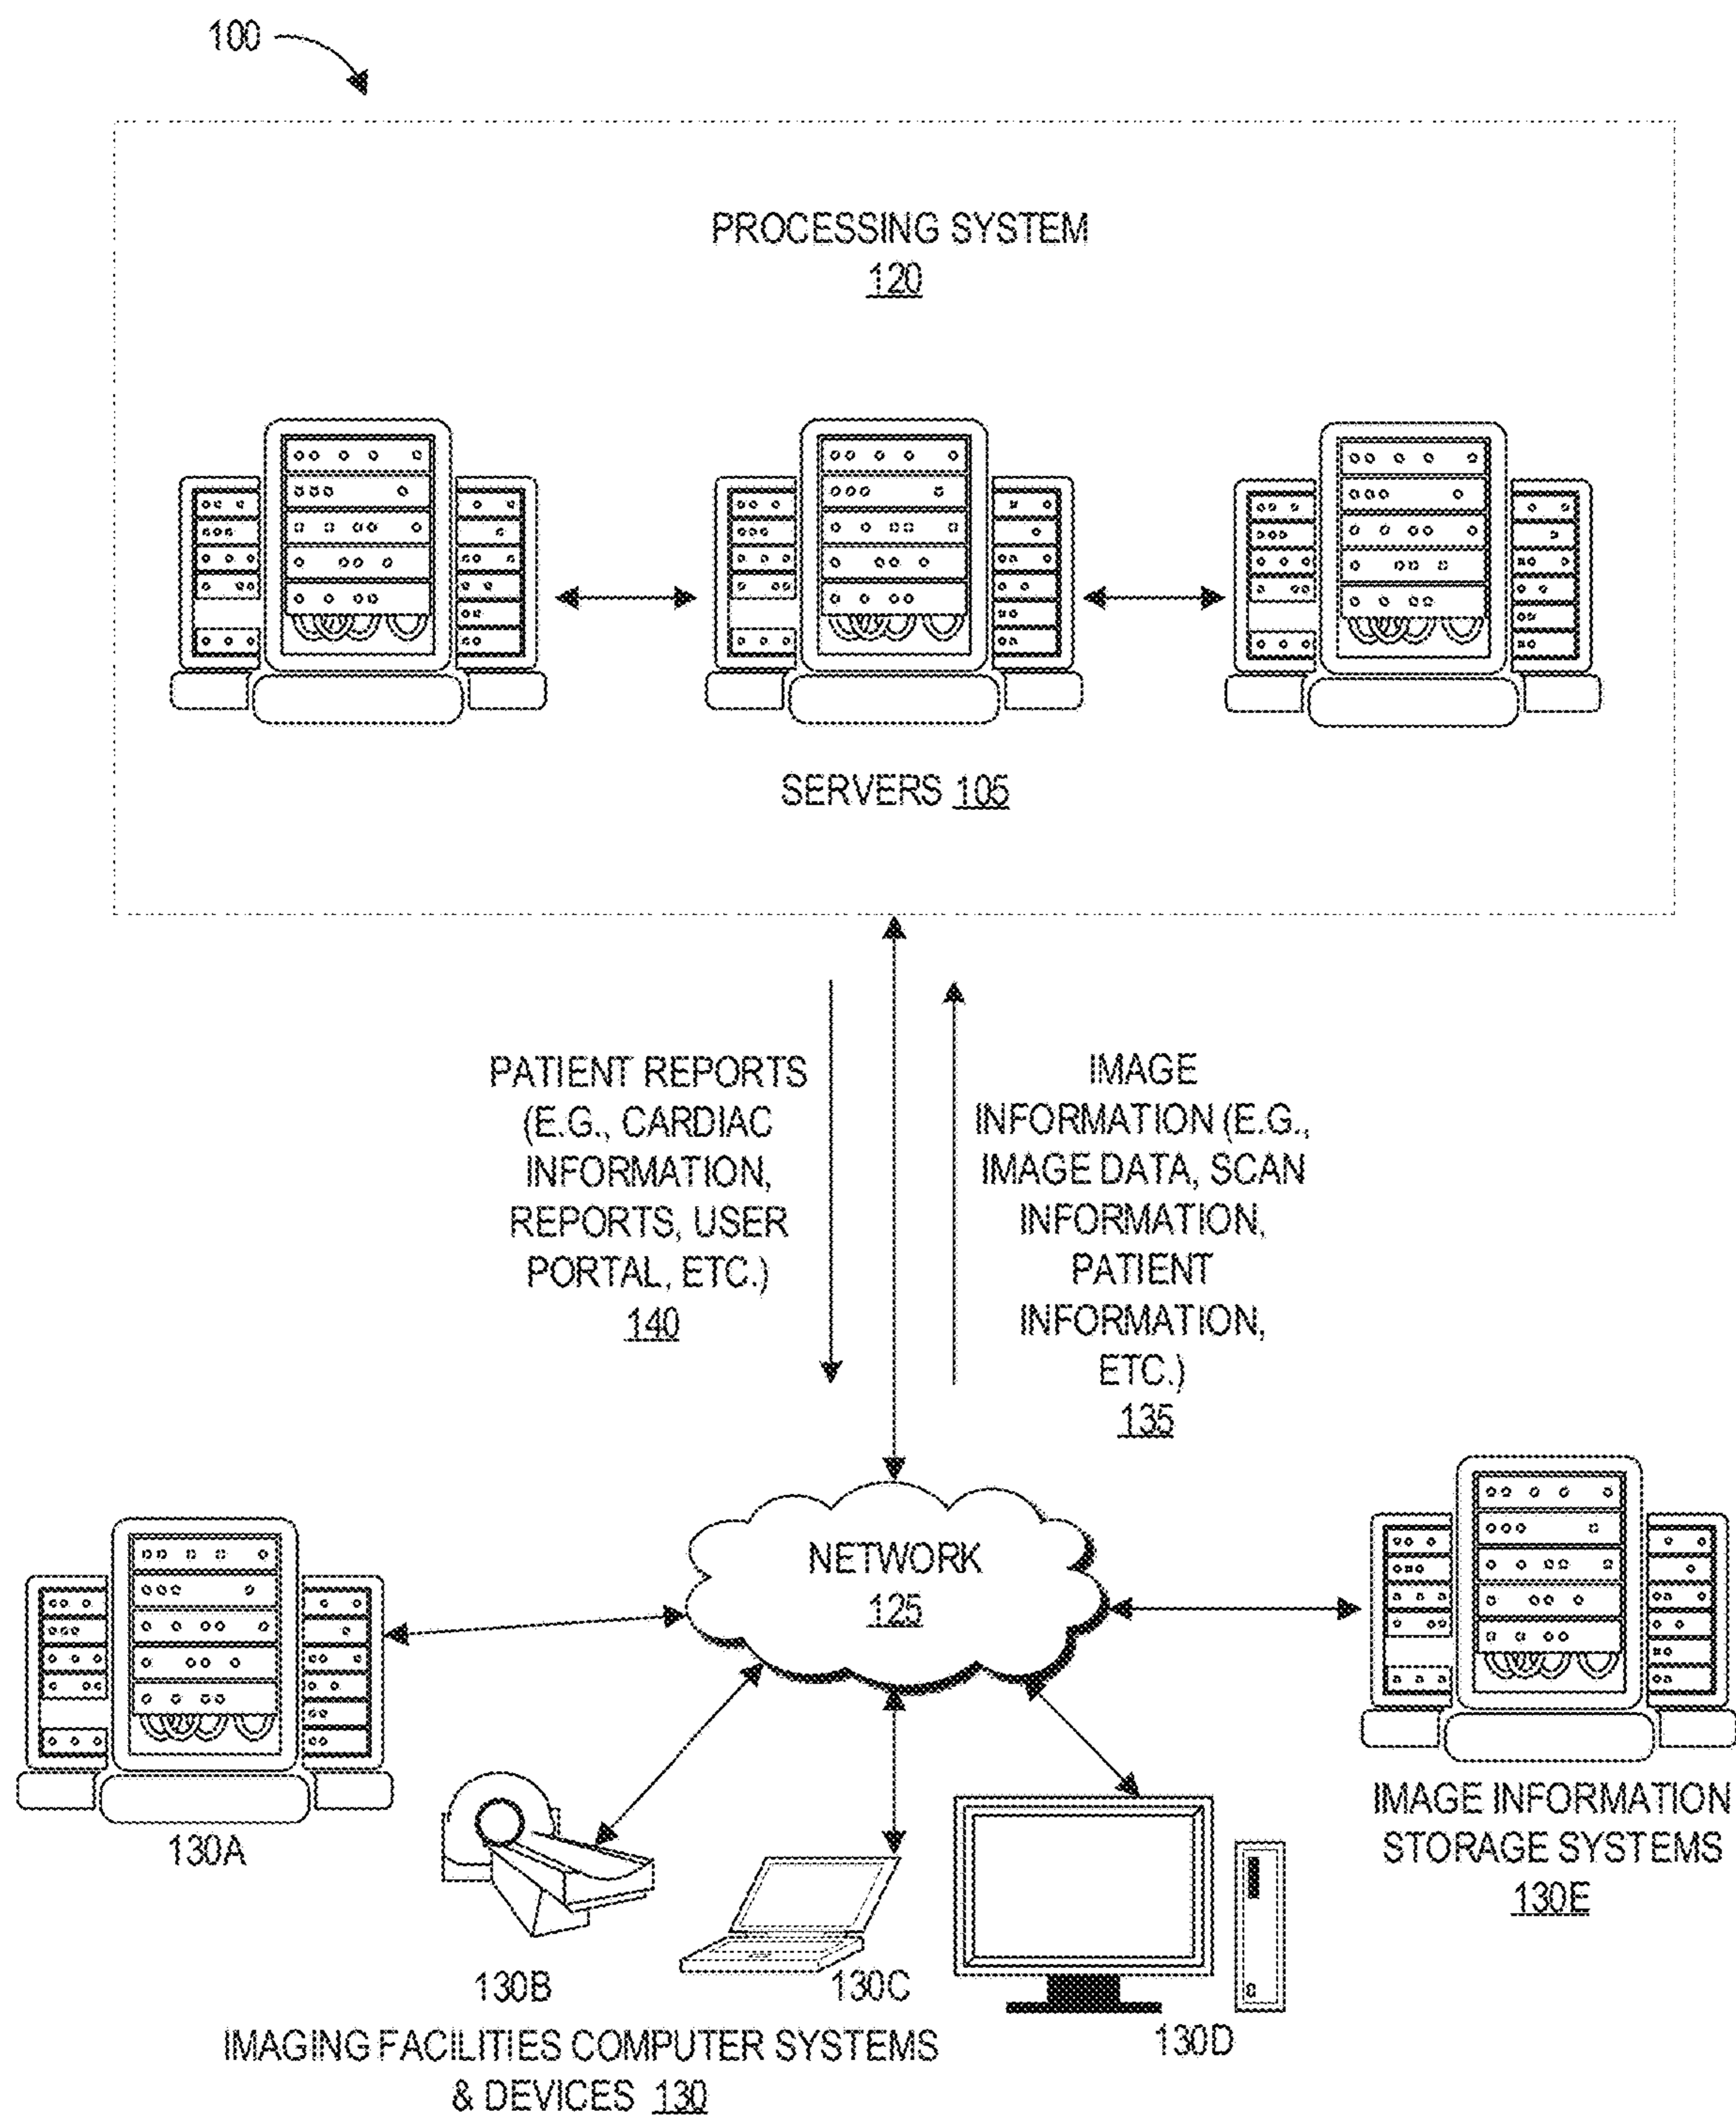 100
PROCESSING SYSTEM
120
SERVERS 105
PATIENT REPORTS
(E.G., CARDIAC
INFORMATION,
REPORTS, USER
PORTAL, ETC.)
140
IMAGE
INFORMATION (E.G.,
IMAGE DATA, SCAN
INFORMATION,
PATIENT
INFORMATION,
ETC.)
135
NETWORK
125
130A
130B
130C
130D
IMAGING FACILITIES COMPUTER SYSTEMS
& DEVICES 130
IMAGE INFORMATION
STORAGE SYSTEMS
130E